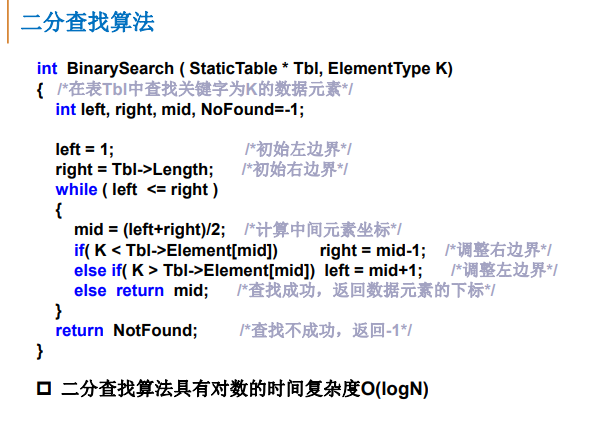 二分查找算法
int BinarySearch ( StaticTable * Tbl, ElementType K)
{ /*在表Tbl中查找关键字为K的数据元素*/
int left, right, mid, NoFound=-1;
left = 1; /*初始左边界*/
right = Tbl->Length; /*初始右边界*/
while ( left <= right )
{
mid = (left+right)/2; /*计算中间元素坐标*/
if( K < Tbl->Element[mid]) right = mid-1; /*调整右边界*/
else if( K > Tbl->Element[mid]) left = mid+1; /*调整左边界*/
else return mid; /*查找成功，返回数据元素的下标*/
}
return NotFound; /*查找不成功，返回-1*/
}
二分查找算法具有对数的时间复杂度O(logN)